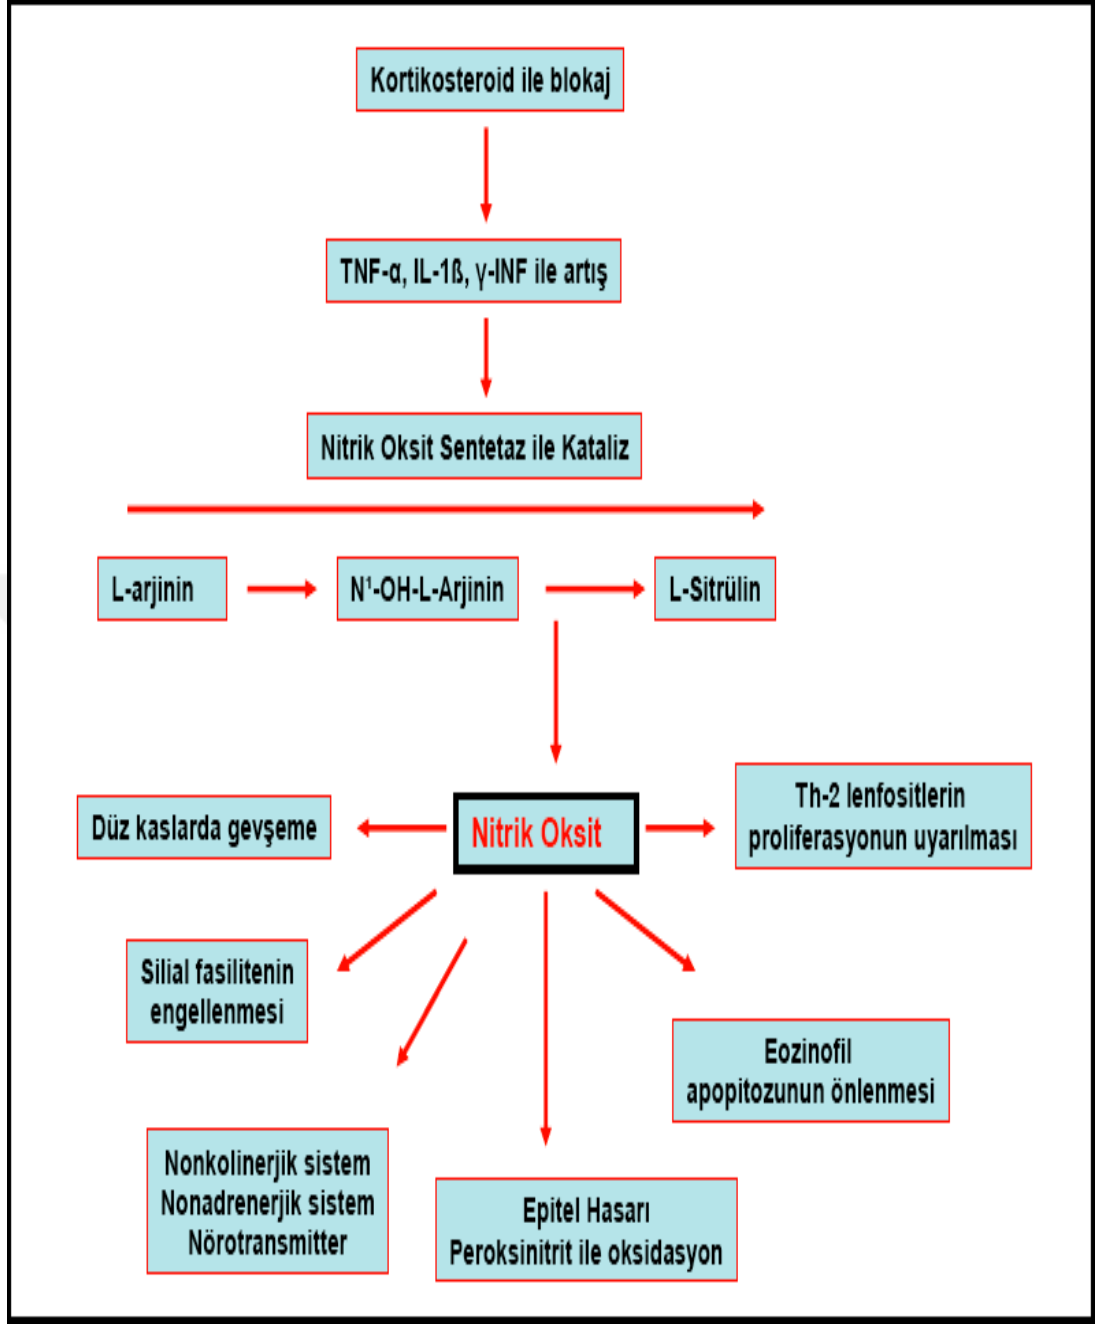 Kortikosteroid ile blokaj
TNF-α, IL-1ß, γ-INF ile artış
Nitrik Oksit Sentetaz ile Kataliz
L-arjinin
N¹-OH-L-Arjinin
L-Sitrülin
Düz kaslarda gevşeme
Nitrik Oksit
Th-2 lenfositlerin
proliferasyonun uyarılması
Silial fasilitenin
engellenmesi
Eozinofil
apopitozunun önlenmesi
Nonkolinerjik sistem
Nonadrenerjik sistem
Nörotransmitter
Epitel Hasarı
Peroksinitrit ile oksidasyon